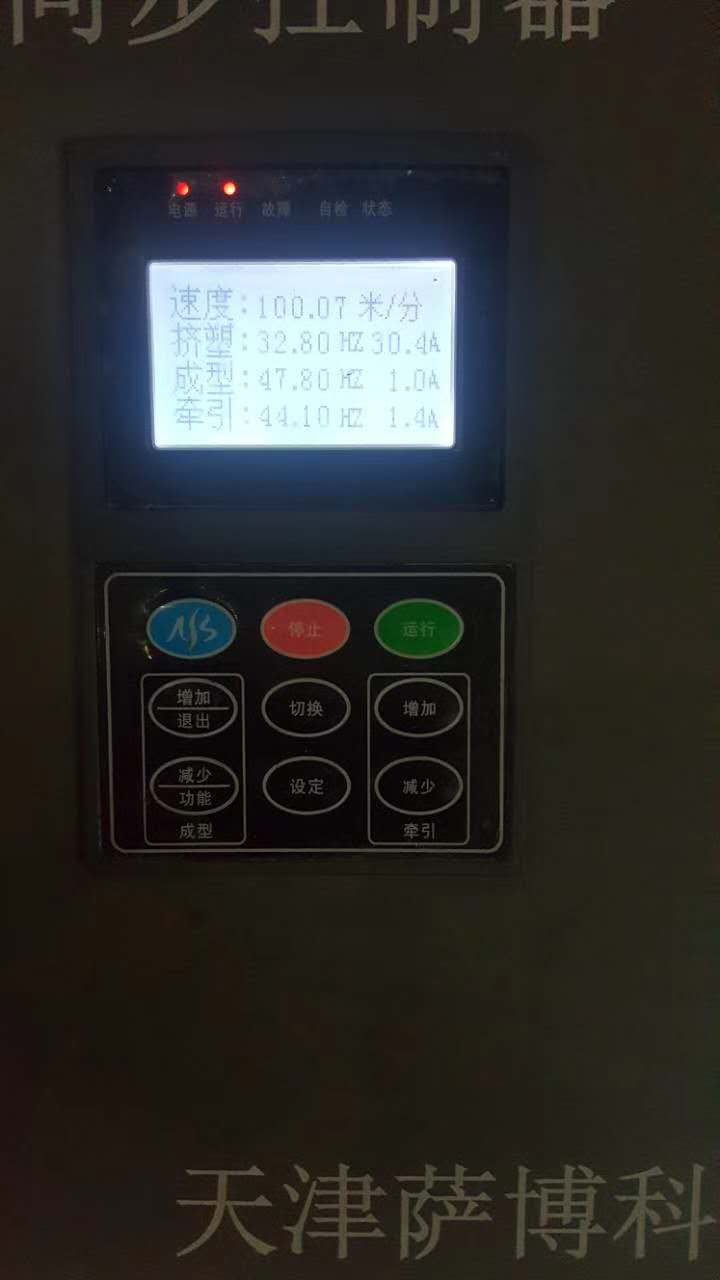 同步控制器
电源 运行 故障 自检 状态
速度:100.07 米/分
挤塑:32.80 HZ 30.4A
成型:47.80 HZ 1.0A
牵引:44.10 HZ 1.4A
停止 运行
增加 切换 增加
退出
减少 设定 减少
功能
成型 牵引
天津萨博科